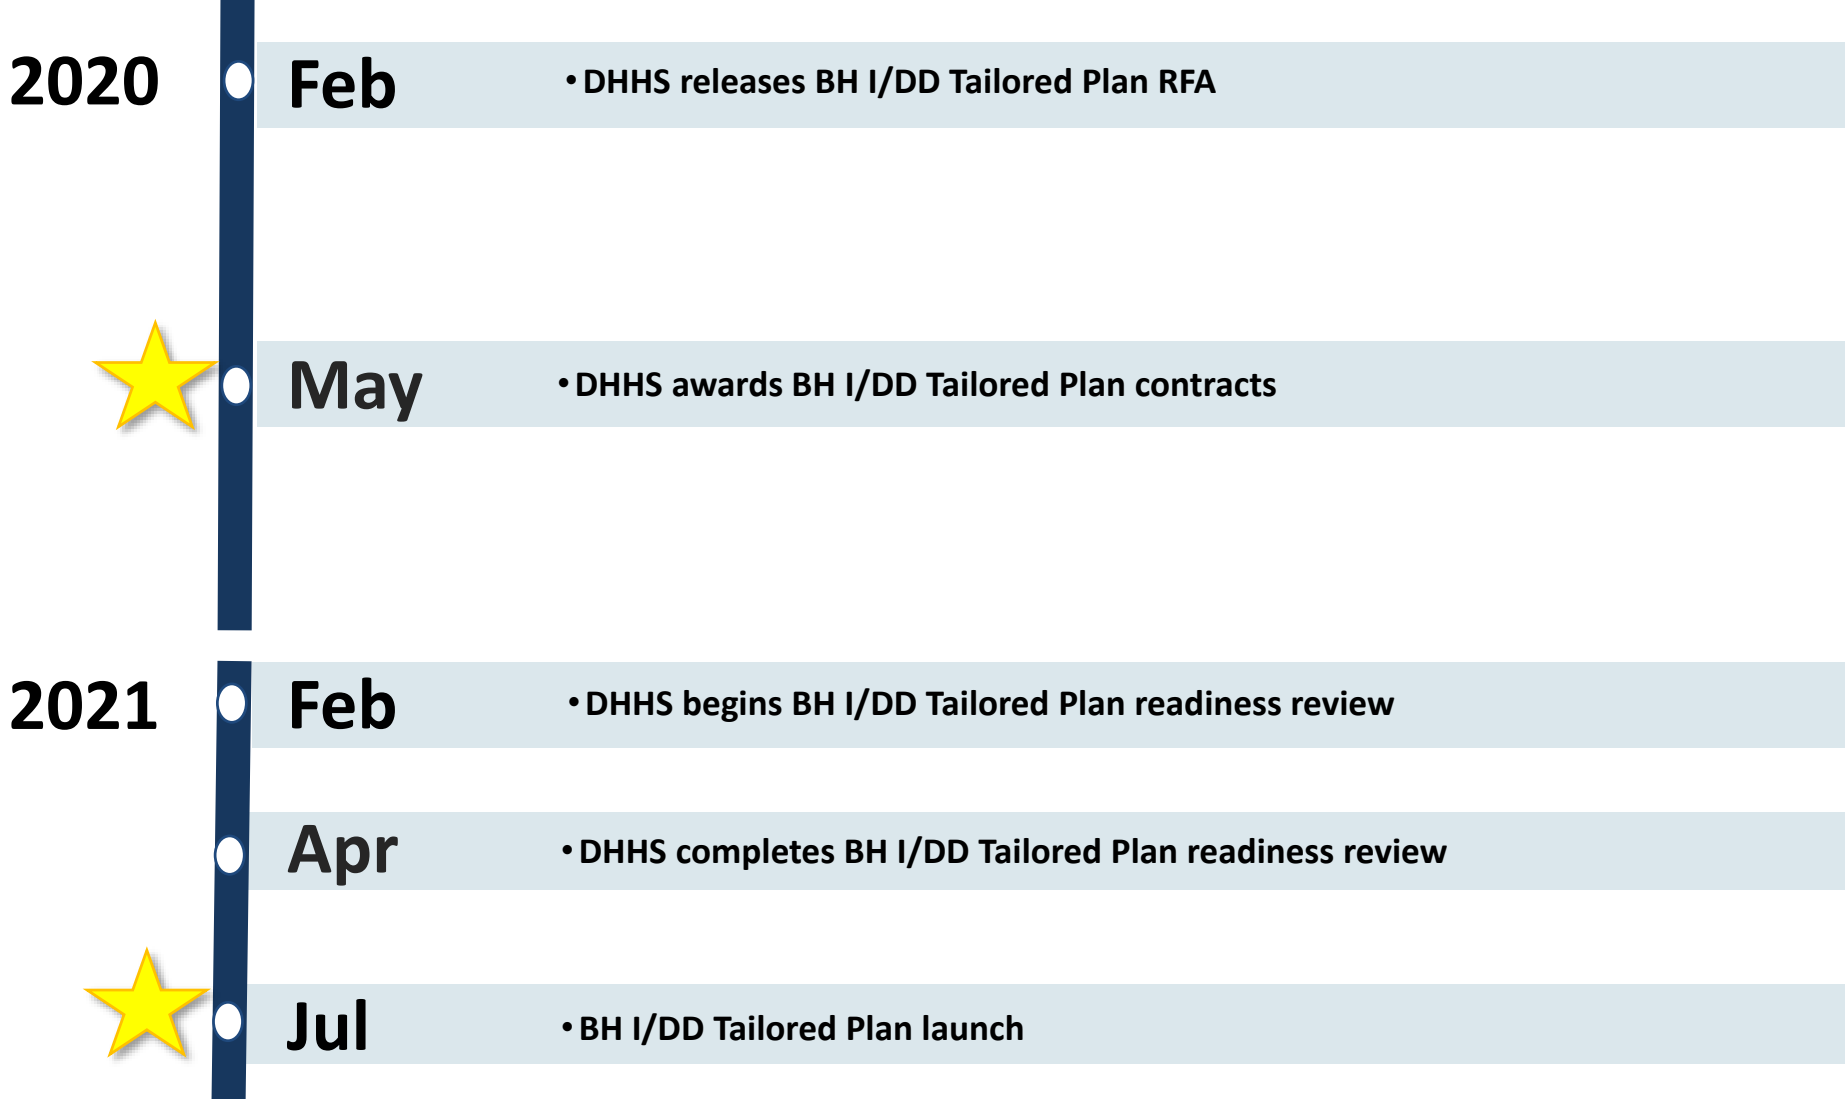 2020
Feb
• DHHS releases BH I/DD Tailored Plan RFA
May
• DHHS awards BH I/DD Tailored Plan contracts
2021
Feb
• DHHS begins BH I/DD Tailored Plan readiness review
Apr
• DHHS completes BH I/DD Tailored Plan readiness review
Jul
• BH I/DD Tailored Plan launch